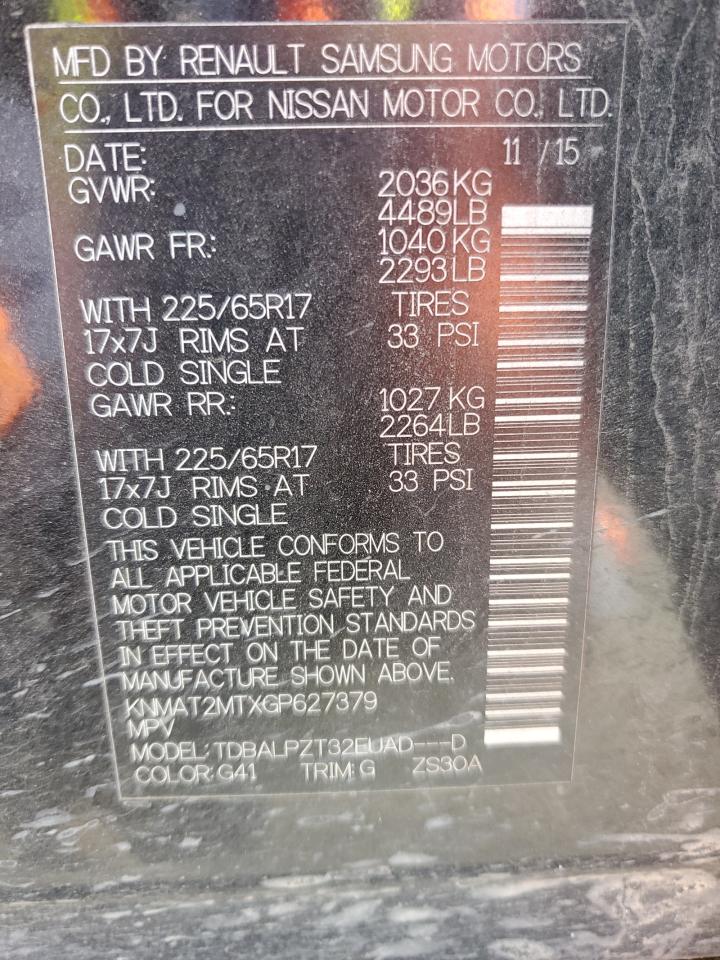 MFD BY RENAULT SAMSUNG MOTORS
CO., LTD. FOR NISSAN MOTOR CO., LTD.
DATE: 11 / 15
GVWR: 2036 KG
4489LB
GAWR FR.: 1040 KG
2293 LB
WITH 225/65R17 TIRES
17x7J RIMS AT 33 PSI
COLD SINGLE
GAWR RR.: 1027 KG
2264LB
WITH 225/65R17 TIRES
17x7J RIMS AT 33 PSI
COLD SINGLE
THIS VEHICLE CONFORMS TO
ALL APPLICABLE FEDERAL
MOTOR VEHICLE SAFETY AND
THEFT PREVENTION STANDARDS
IN EFFECT ON THE DATE OF
MANUFACTURE SHOWN ABOVE.
KNMAT2MTXGP627379
MPV
MODEL: TDBALPZT32EUAD---D
COLOR: G41 TRIM: G ZS30A